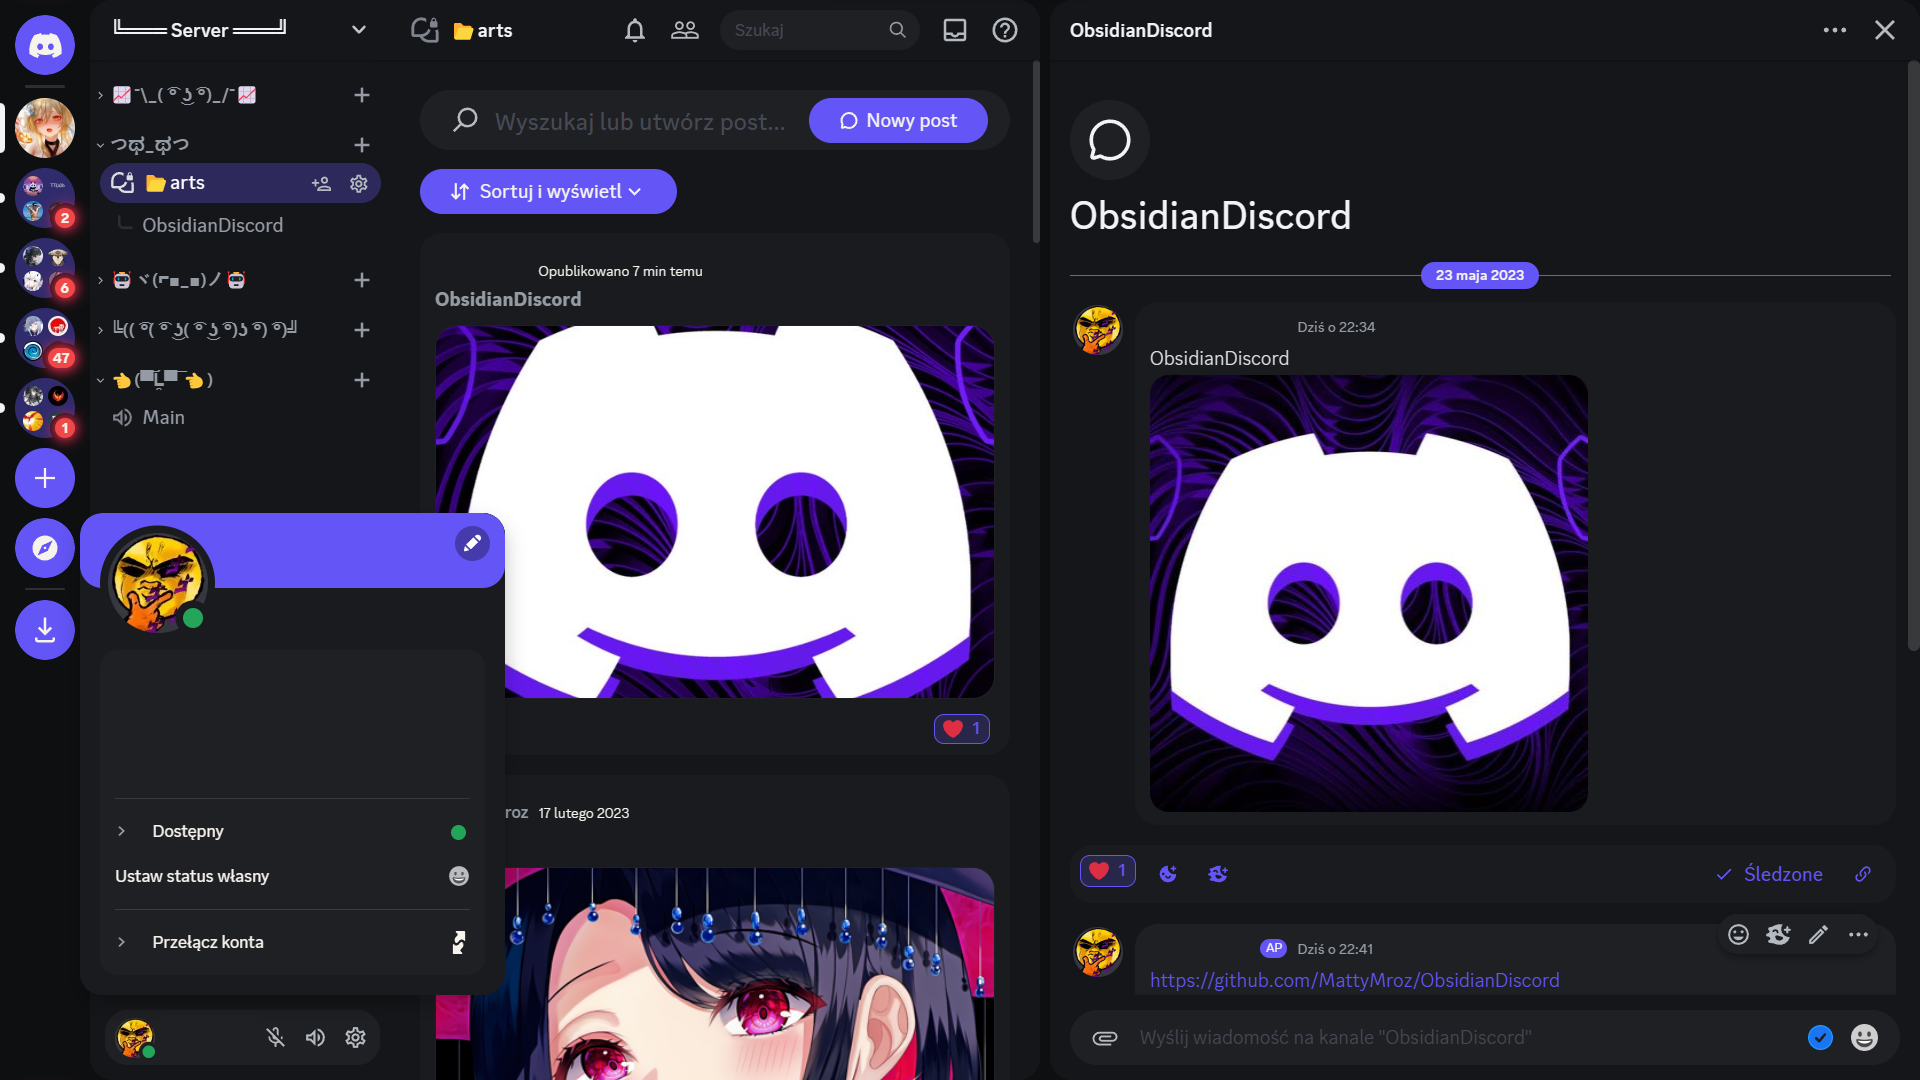 ╚════ Server ════╝
📁arts
Szukaj
ObsidianDiscord
📈¯\_( ͡° ͜ʖ ͡°)_/¯📈
つಥ_ಥつ
📁arts
ObsidianDiscord
🤖ヾ(⌐■_■)ノ🤖
╚(( ͡°( ͡° ͜ʖ( ͡° ͜ʖ ͡°)ʖ ͡°) ͡°)╝
Main
2
6
47
1
Wyszukaj lub utwórz post...
Nowy post
Sortuj i wyświetl
Opublikowano 7 min temu
ObsidianDiscord
❤️ 1
roz 17 lutego 2023
Dostępny
Ustaw status własny
Przełącz konta
ObsidianDiscord
23 maja 2023
Dziś o 22:34
ObsidianDiscord
❤️ 1
Śledzone
AP Dziś o 22:41
https://github.com/MattyMroz/ObsidianDiscord
Wyślij wiadomość na kanale "ObsidianDiscord"